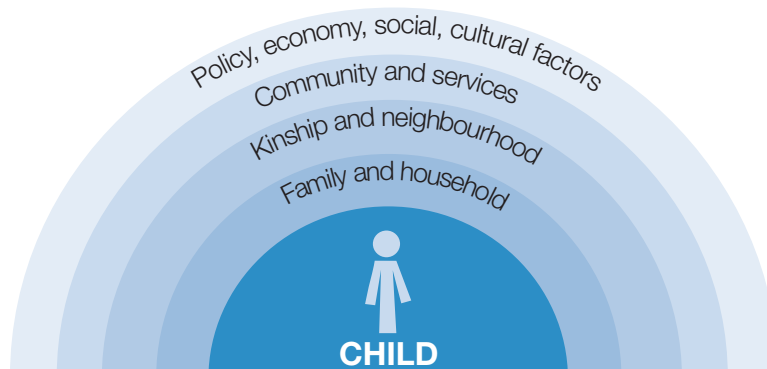 Policy, economy, social, cultural factors
Community and services
Kinship and neighbourhood
Family and household
CHILD